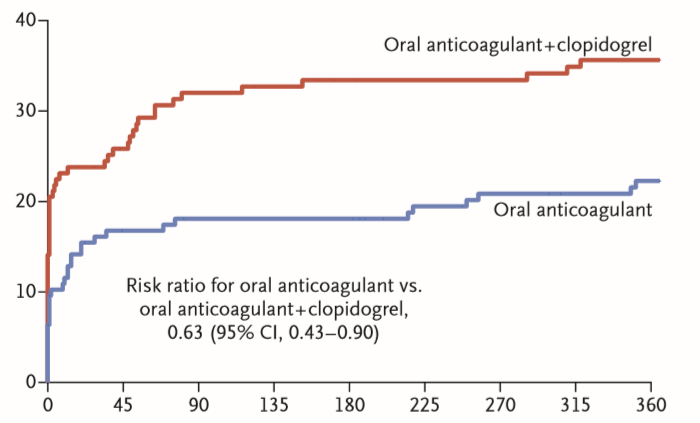 40
Oral anticoagulant+clopidogrel
30
20
Oral anticoagulant
Risk ratio for oral anticoagulant vs.
oral anticoagulant+clopidogrel,
0.63 (95% CI, 0.43–0.90)
10
0
0 45 90 135 180 225 270 315 360